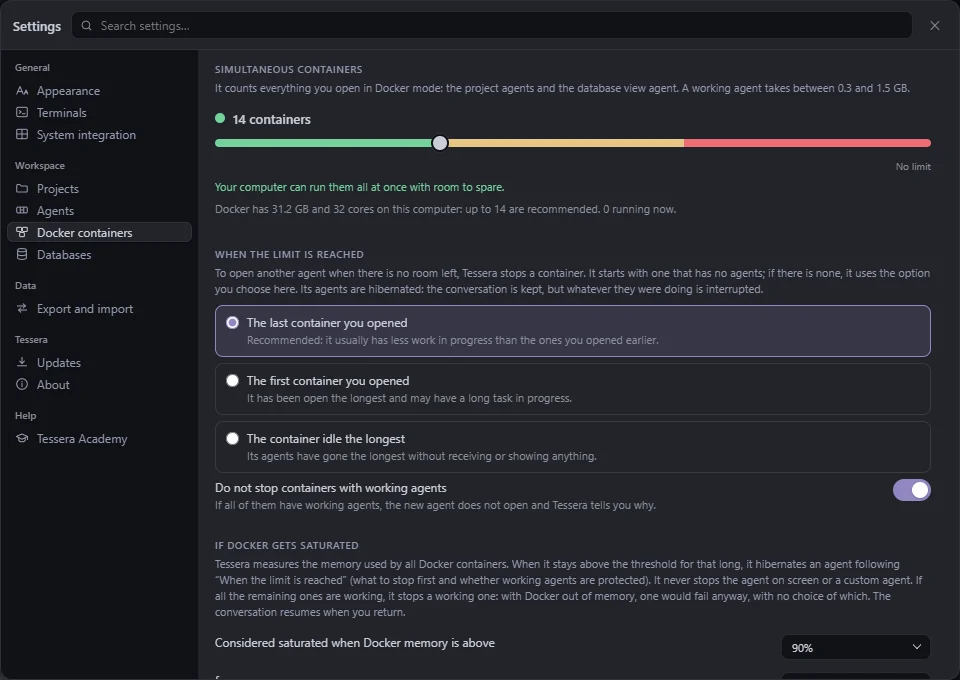 Settings
Search settings...
General
Appearance
Terminals
System integration
Workspace
Projects
Agents
Docker containers
Databases
Data
Export and import
Tessera
Updates
About
Help
Tessera Academy
SIMULTANEOUS CONTAINERS
It counts everything you open in Docker mode: the project agents and the database view agent. A working agent takes between 0.3 and 1.5 GB.
14 containers
No limit
Your computer can run them all at once with room to spare.
Docker has 31.2 GB and 32 cores on this computer: up to 14 are recommended. 0 running now.
WHEN THE LIMIT IS REACHED
To open another agent when there is no room left, Tessera stops a container. It starts with one that has no agents; if there is none, it uses the option
you choose here. Its agents are hibernated: the conversation is kept, but whatever they were doing is interrupted.
The last container you opened
Recommended: it usually has less work in progress than the ones you opened earlier.
The first container you opened
It has been open the longest and may have a long task in progress.
The container idle the longest
Its agents have gone the longest without receiving or showing anything.
Do not stop containers with working agents
If all of them have working agents, the new agent does not open and Tessera tells you why.
IF DOCKER GETS SATURATED
Tessera measures the memory used by all Docker containers. When it stays above the threshold for that long, it hibernates an agent following
“When the limit is reached” (what to stop first and whether working agents are protected). It never stops the agent on screen or a custom agent. If
all the remaining ones are working, it stops a working one: with Docker out of memory, one would fail anyway, with no choice of which. The
conversation resumes when you return.
Considered saturated when Docker memory is above
90%